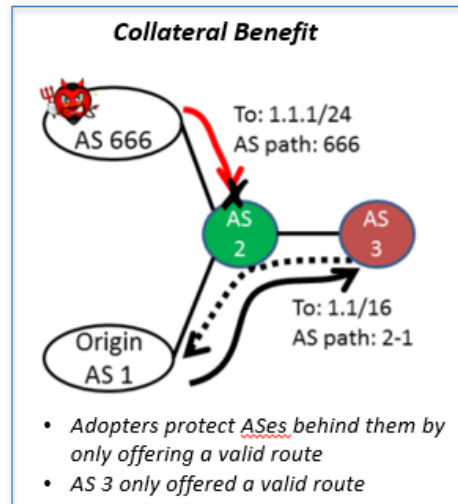 Collateral Benefit
To: 1.1.1/24
AS path: 666
AS 666
AS
2
AS
3
To: 1.1/16
AS path: 2-1
Origin
AS 1
• Adopters protect ASes behind them by
only offering a valid route
• AS 3 only offered a valid route